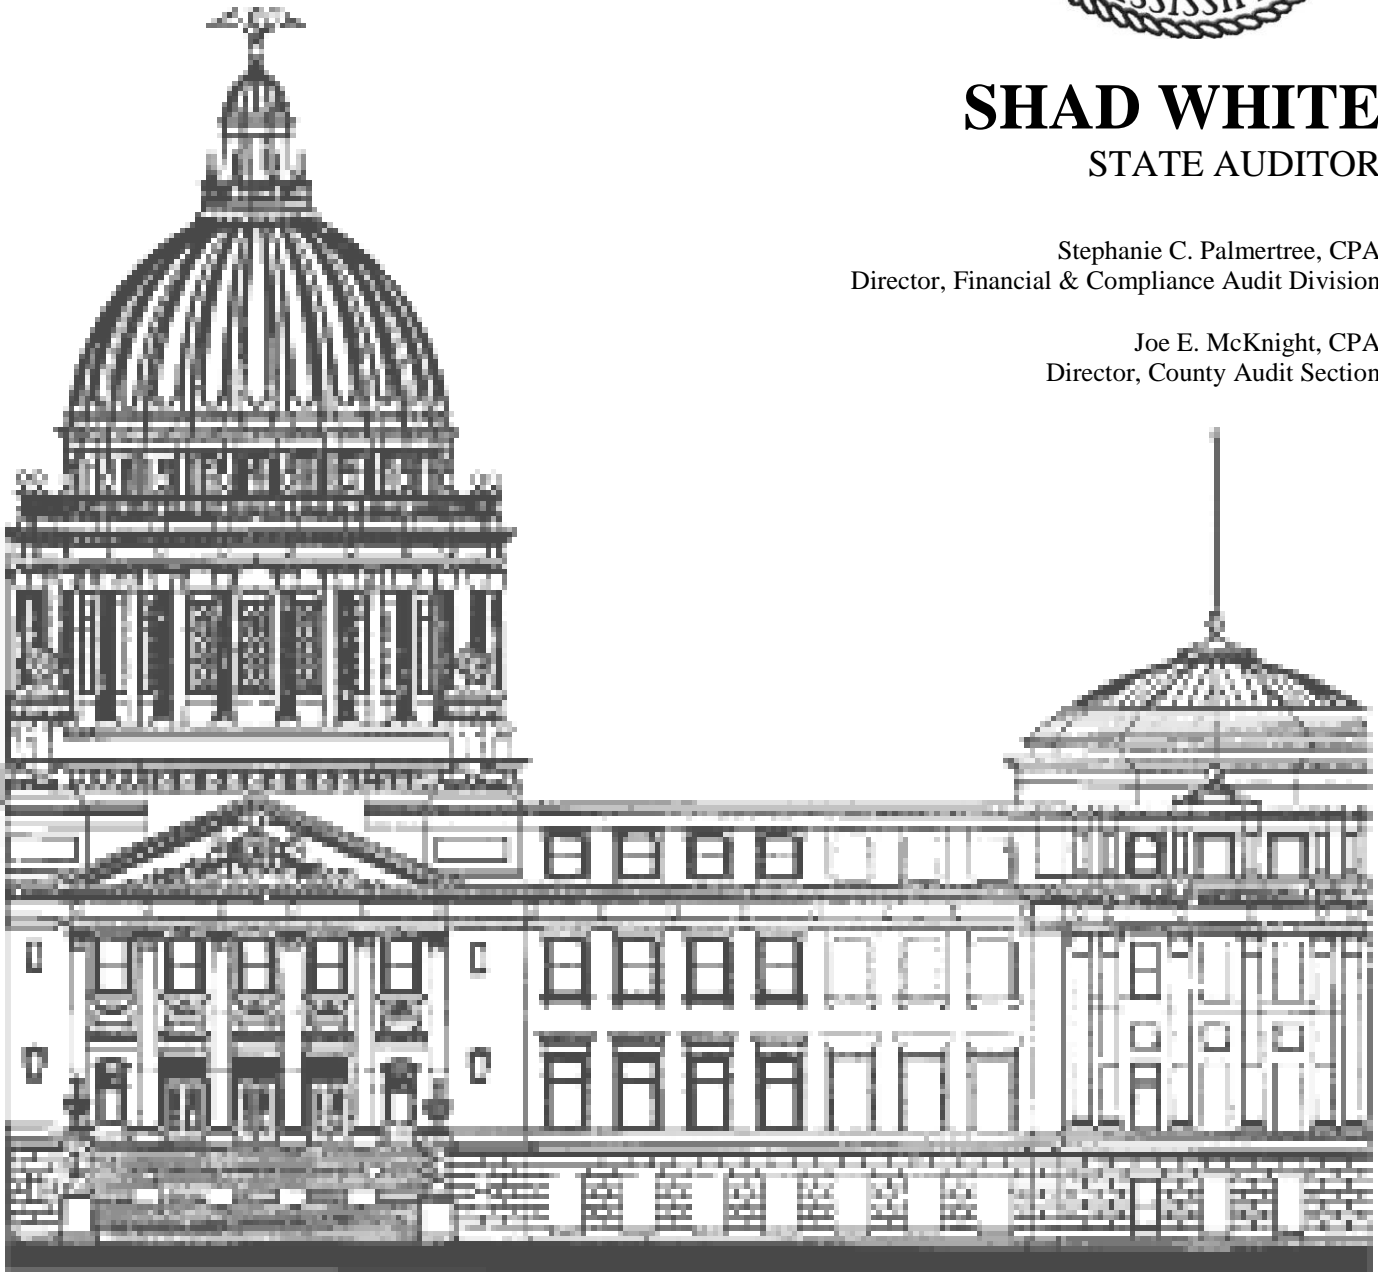 SHAD WHITE
STATE AUDITOR
Stephanie C. Palmertree, CPA
Director, Financial & Compliance Audit Division
Joe E. McKnight, CPA
Director, County Audit Section